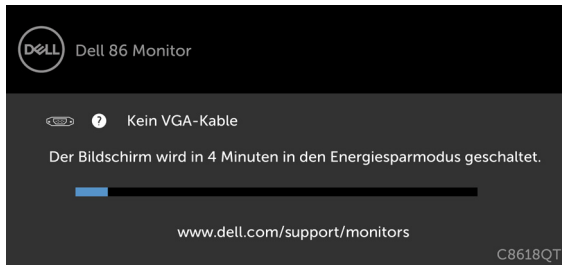 DELL Dell 86 Monitor
? Kein VGA-Kable
Der Bildschirm wird in 4 Minuten in den Energiesparmodus geschaltet.
www.dell.com/support/monitors
C8618QT